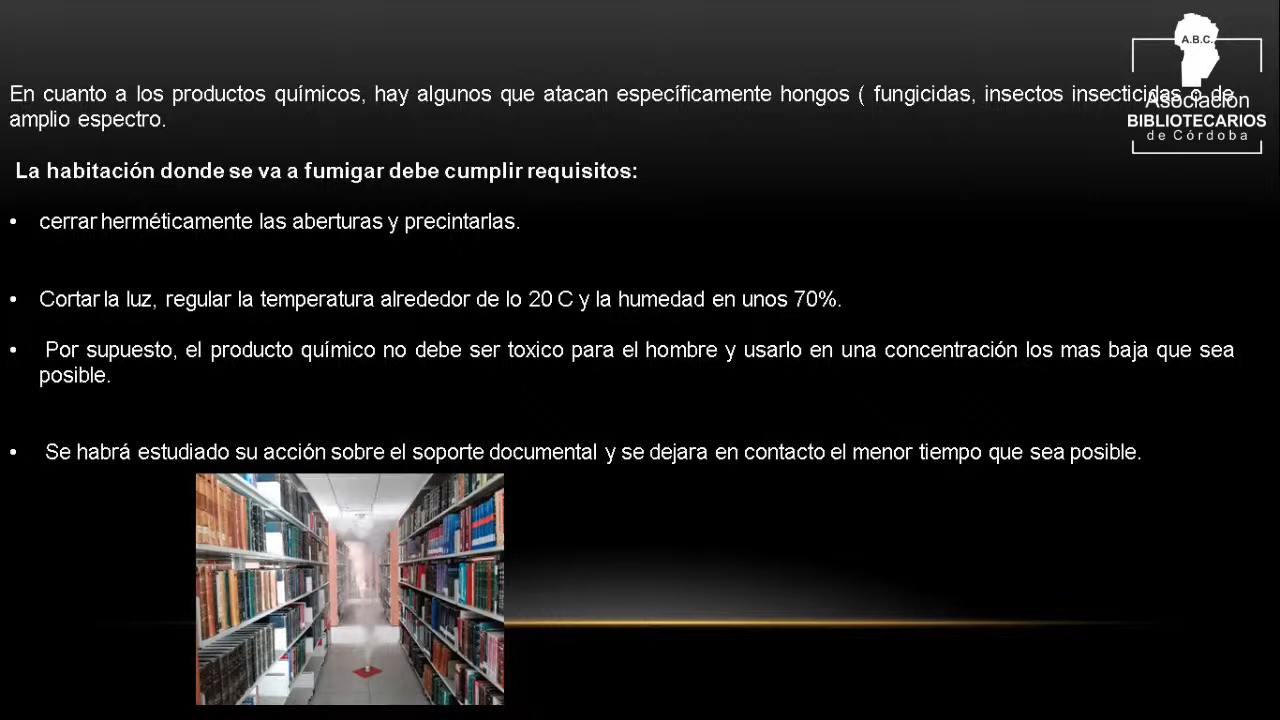 A.B.C.
Asociación
BIBLIOTECARIOS
de Córdoba
En cuanto a los productos químicos, hay algunos que atacan específicamente hongos ( fungicidas, insectos insecticidas o de
amplio espectro.
La habitación donde se va a fumigar debe cumplir requisitos:
• cerrar herméticamente las aberturas y precintarlas.
• Cortar la luz, regular la temperatura alrededor de lo 20 C y la humedad en unos 70%.
• Por supuesto, el producto químico no debe ser toxico para el hombre y usarlo en una concentración los mas baja que sea
posible.
• Se habrá estudiado su acción sobre el soporte documental y se dejara en contacto el menor tiempo que sea posible.